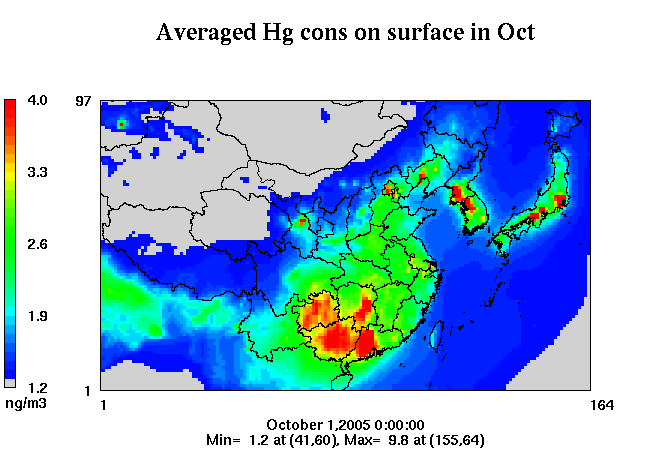 Averaged Hg cons on surface in Oct
4.0
3.3
2.6
1.9
1.2
ng/m3
97
1
1
164
October 1,2005 0:00:00
Min= 1.2 at (41,60), Max= 9.8 at (155,64)